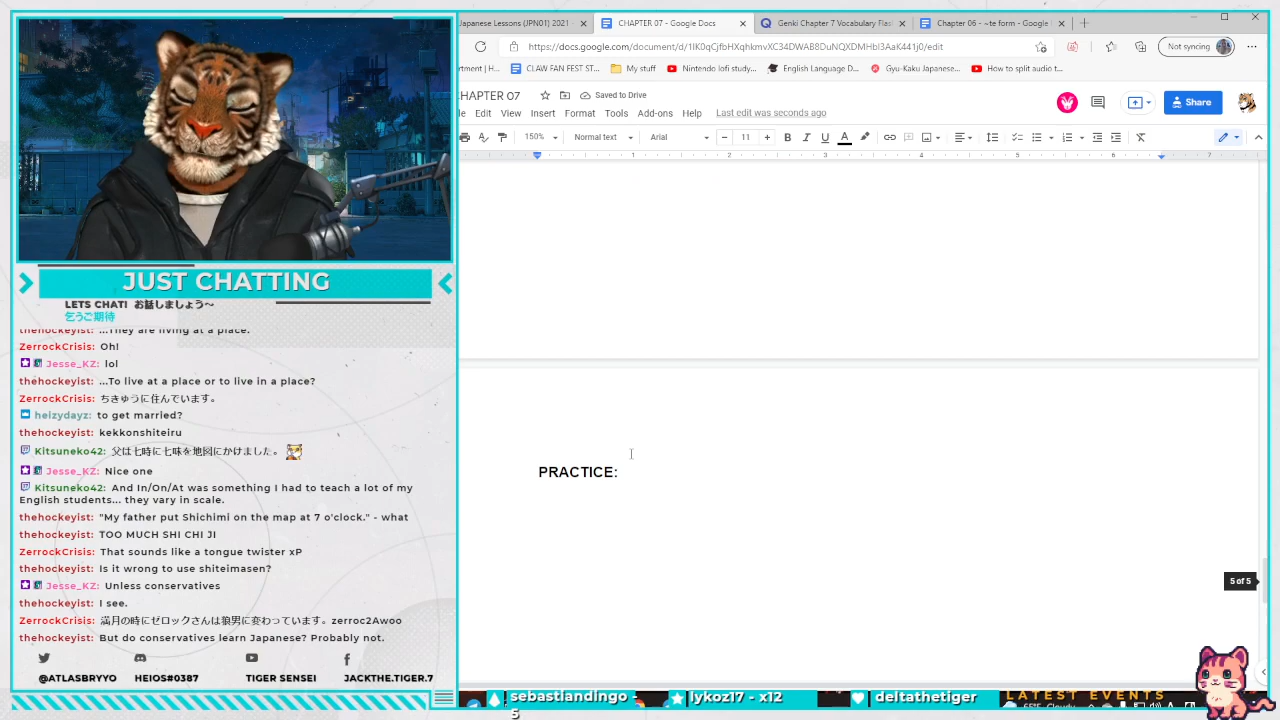 Japanese Lessons (JPN01) 2021 -
CHAPTER 07 - Google Docs
Genki Chapter 7 Vocabulary Flas
Chapter 06 - ~te form - Google
https://docs.google.com/document/d/1IK0qQfbHXqhkmvXC34DWA68DuNQXDMHbl3AaK441j0/edit
Not syncing
CLAW FAN FEST ST...
My stuff
Nintendo lofi study...
English Language D...
Gyu-Kaku Japanese...
How to split audio t...
HAPTER 07
Saved to Drive
Share
Edit View Insert Format Tools Add-ons Help Last edit was seconds ago
150% Normal text Arial 11 B I U A
1 2 3 4 5 6 7
PRACTICE:
5 of 5
JUST CHATTING
LETS CHAT! お話しましょう～
乞うご期待
thehockeyist: ...They are living at a place.
ZerrockCrisis: Oh!
Jesse_KZ: lol
thehockeyist: ...To live at a place or to live in a place?
ZerrockCrisis: ちきゅうに住んでいます。
heizydayz: to get married?
thehockeyist: kekkonshiteiru
Kitsuneko42: 父は七時に七味を地図にかけました。
Jesse_KZ: Nice one
Kitsuneko42: And In/On/At was something I had to teach a lot of my
English students... they vary in scale.
thehockeyist: "My father put Shichimi on the map at 7 o'clock." - what
thehockeyist: TOO MUCH SHI CHI JI
ZerrockCrisis: That sounds like a tongue twister xP
thehockeyist: Is it wrong to use shiteimasen?
Jesse_KZ: Unless conservatives
thehockeyist: I see.
ZerrockCrisis: 満月の時にゼロックさんは狼男に変わっています。zerroc2Awoo
thehockeyist: But do conservatives learn Japanese? Probably not.
@ATLASBRYYO HEIOS#0387 TIGER SENSEI JACKTHE.TIGER.7
sebastlandingo -
5
lykoz17 - x12
deltathetiger
LATEST EVENTS